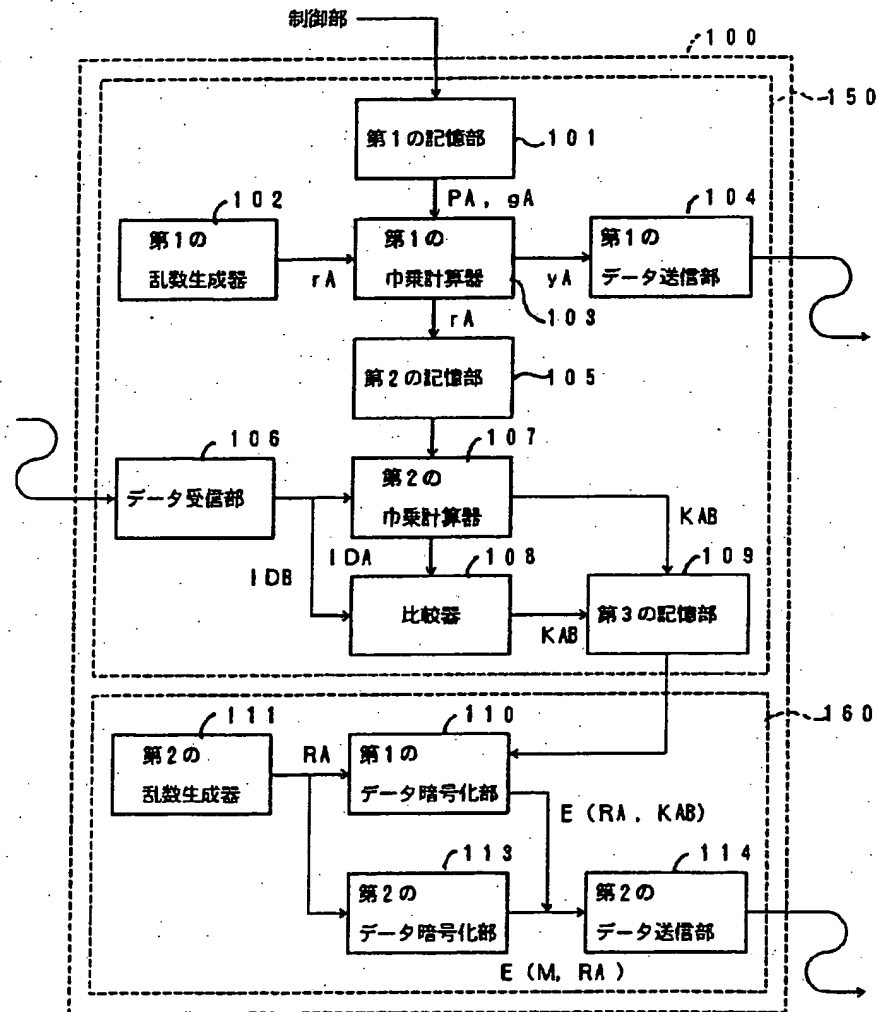 制御部
100
150
第1の記憶部
101
PA, gA
102
104
第1の
乱数生成器
rA
第1の
巾乗計算器
yA
第1の
データ送信部
103
rA
第2の記憶部
105
106
107
データ受信部
第2の
巾乗計算器
KAB
IDA
108
109
IDB
比較器
KAB
第3の記憶部
111
110
160
第2の
乱数生成器
RA
第1の
データ暗号化部
E (RA, KAB)
113
114
第2の
データ暗号化部
第2の
データ送信部
E (M, RA)